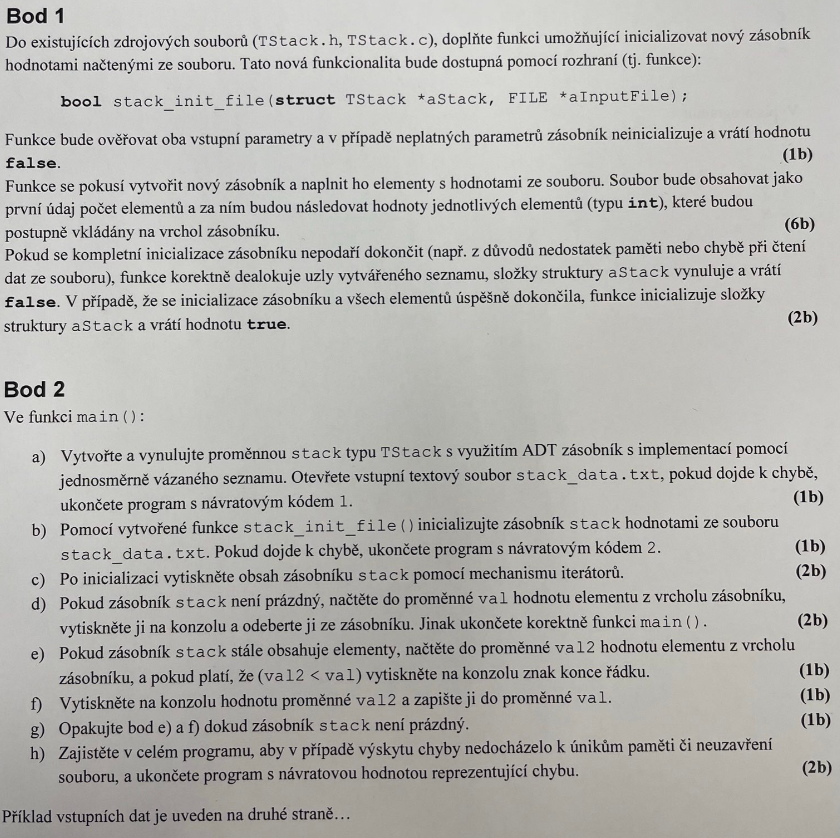 Bod 1
Do existujících zdrojových souborů (TStack.h, TStack.c), doplňte funkci umožňující inicializovat nový zásobník
hodnotami načtenými ze souboru. Tato nová funkcionalita bude dostupná pomocí rozhraní (tj. funkce):
bool stack_init_file(struct TStack *aStack, FILE *aInputFile);
Funkce bude ověřovat oba vstupní parametry a v případě neplatných parametrů zásobník neinicializuje a vrátí hodnotu
false. (1b)
Funkce se pokusí vytvořit nový zásobník a naplnit ho elementy s hodnotami ze souboru. Soubor bude obsahovat jako
první údaj počet elementů a za ním budou následovat hodnoty jednotlivých elementů (typu int), které budou
postupně vkládány na vrchol zásobníku. (6b)
Pokud se kompletní inicializace zásobníku nepodaří dokončit (např. z důvodů nedostatek paměti nebo chybě při čtení
dat ze souboru), funkce korektně dealokuje uzly vytvářeného seznamu, složky struktury aStack vynuluje a vrátí
false. V případě, že se inicializace zásobníku a všech elementů úspěšně dokončila, funkce inicializuje složky
struktury aStack a vrátí hodnotu true. (2b)
Bod 2
Ve funkci main():
a) Vytvořte a vynulujte proměnnou stack typu TStack s využitím ADT zásobník s implementací pomocí
jednosměrně vázaného seznamu. Otevřete vstupní textový soubor stack_data.txt, pokud dojde k chybě,
ukončete program s návratovým kódem 1. (1b)
b) Pomocí vytvořené funkce stack_init_file() inicializujte zásobník stack hodnotami ze souboru
stack_data.txt. Pokud dojde k chybě, ukončete program s návratovým kódem 2. (1b)
c) Po inicializaci vytiskněte obsah zásobníku stack pomocí mechanismu iterátorů. (2b)
d) Pokud zásobník stack není prázdný, načtěte do proměnné val hodnotu elementu z vrcholu zásobníku,
vytiskněte ji na konzolu a odeberte ji ze zásobníku. Jinak ukončete korektně funkci main(). (2b)
e) Pokud zásobník stack stále obsahuje elementy, načtěte do proměnné val2 hodnotu elementu z vrcholu
zásobníku, a pokud platí, že (val2 < val) vytiskněte na konzolu znak konce řádku. (1b)
f) Vytiskněte na konzolu hodnotu proměnné val2 a zapište ji do proměnné val. (1b)
g) Opakujte bod e) a f) dokud zásobník stack není prázdný. (1b)
h) Zajistěte v celém programu, aby v případě výskytu chyby nedocházelo k únikům paměti či neuzavření
souboru, a ukončete program s návratovou hodnotou reprezentující chybu. (2b)
Příklad vstupních dat je uveden na druhé straně…